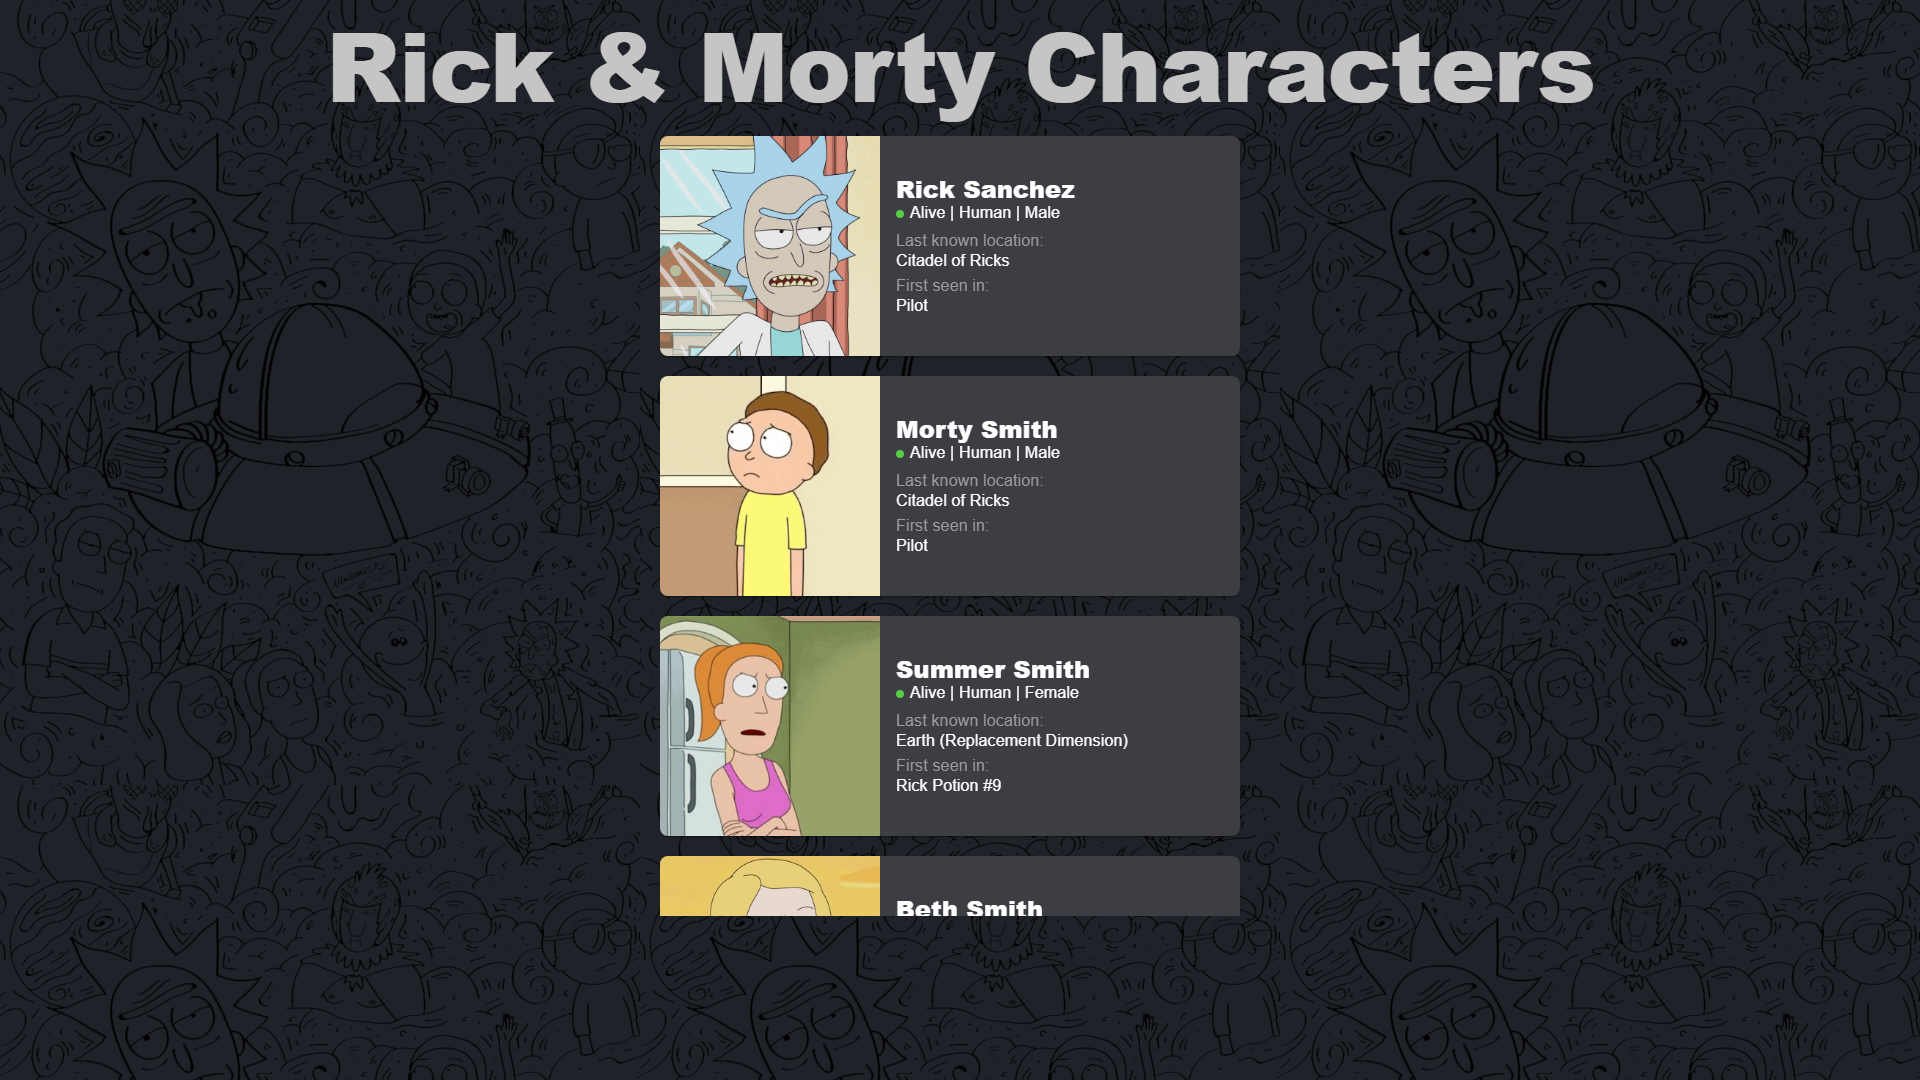 Rick & Morty Characters
Rick Sanchez
Alive | Human | Male
Last known location:
Citadel of Ricks
First seen in:
Pilot
Morty Smith
Alive | Human | Male
Last known location:
Citadel of Ricks
First seen in:
Pilot
Summer Smith
Alive | Human | Female
Last known location:
Earth (Replacement Dimension)
First seen in:
Rick Potion #9
Beth Smith